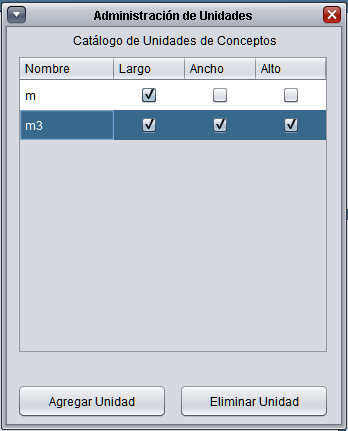 Administración de Unidades
Catálogo de Unidades de Conceptos
Nombre Largo Ancho Alto
m
m3
Agregar Unidad Eliminar Unidad